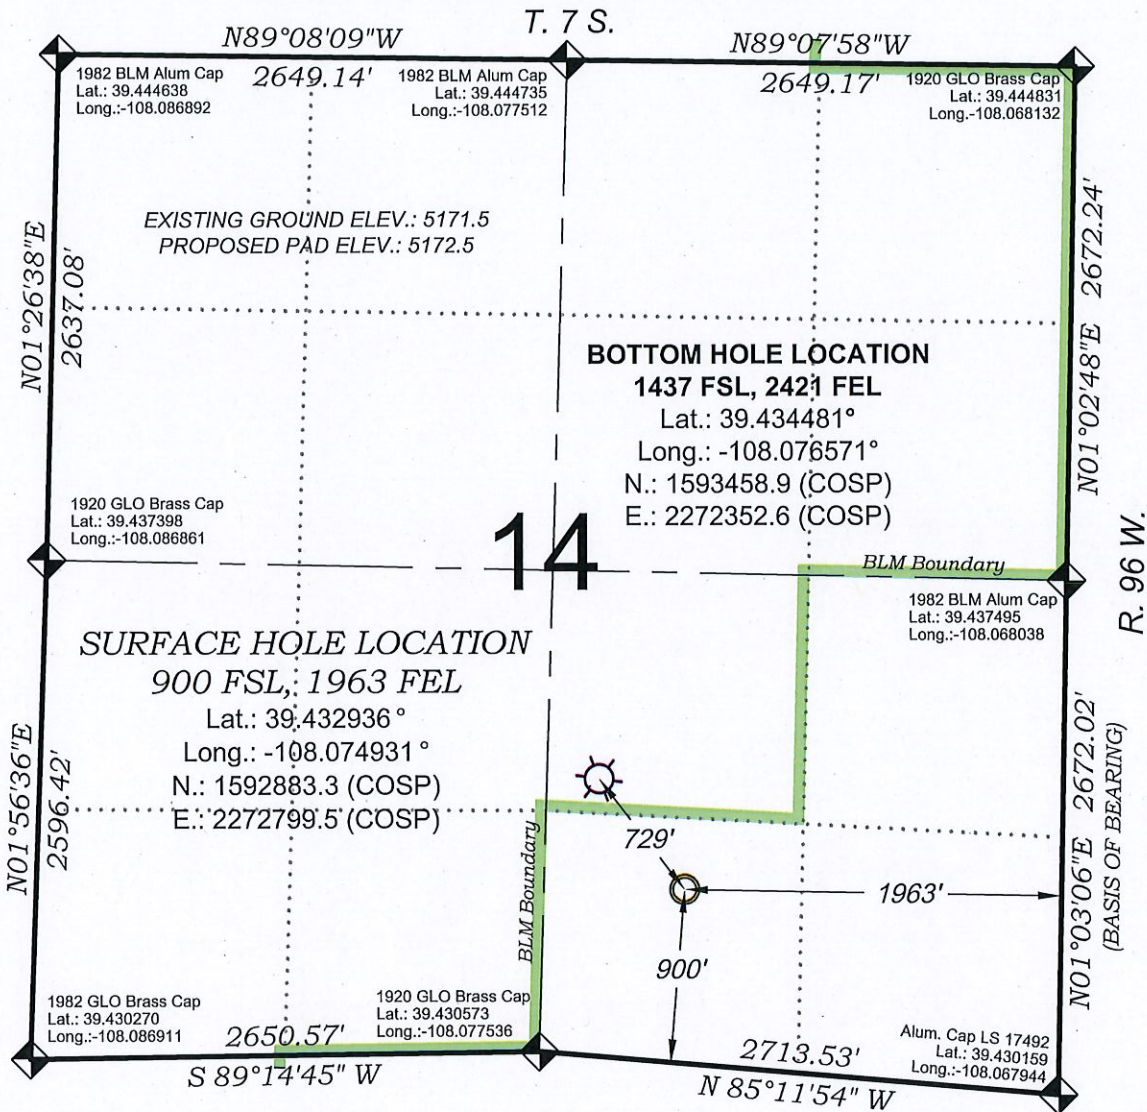 T. 7 S.
N89°08'09"W
2649.14'
N89°07'58"W
2649.17'
1982 BLM Alum Cap
Lat.: 39.444638
Long.:-108.086892
1982 BLM Alum Cap
Lat.: 39.444735
Long.:-108.077512
1920 GLO Brass Cap
Lat.: 39.444831
Long.-108.068132
EXISTING GROUND ELEV.: 5171.5
PROPOSED PAD ELEV.: 5172.5
N01°26'38"E
2637.08'
N01°02'48"E 2672.24'
BOTTOM HOLE LOCATION
1437 FSL, 2421 FEL
Lat.: 39.434481°
Long.: -108.076571°
N.: 1593458.9 (COSP)
E.: 2272352.6 (COSP)
1920 GLO Brass Cap
Lat.: 39.437398
Long.:-108.086861
14
BLM Boundary
R. 96 W.
1982 BLM Alum Cap
Lat.: 39.437495
Long.:-108.068038
SURFACE HOLE LOCATION
900 FSL, 1963 FEL
Lat.: 39.432936°
Long.: -108.074931°
N.: 1592883.3 (COSP)
E.: 2272799.5 (COSP)
N01°56'36"E
2596.42'
N01°03'06"E 2672.02'
(BASIS OF BEARING)
729'
1963'
BLM Boundary
900'
1982 GLO Brass Cap
Lat.: 39.430270
Long.:-108.086911
1920 GLO Brass Cap
Lat.: 39.430573
Long.:-108.077536
Alum. Cap LS 17492
Lat.: 39.430159
Long.:-108.067944
2650.57'
S 89°14'45" W
2713.53'
N 85°11'54" W